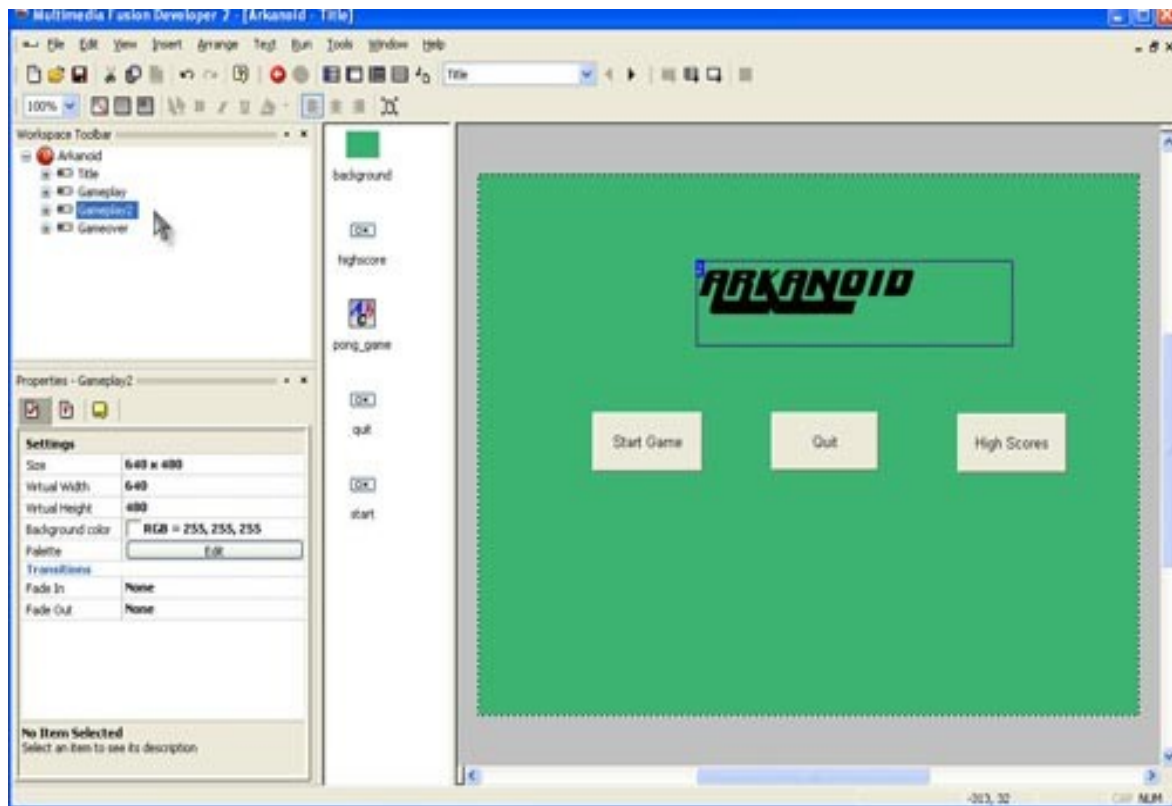 Multimedia Fusion Developer 2 - [Arkanoid - Title]
File Edit View Insert Arrange Text Run Tools Window Help
Title
100%
B I U A
Workspace Toolbar
Arkanoid
Title
Gameplay
Gameplay2
Gameover
Properties - Gameplay2
Settings
Size 640 x 480
Virtual Width 640
Virtual Height 480
Background color RGB = 255, 255, 255
Palette Edit
Transitions
Fade In None
Fade Out None
No Item Selected
Select an item to see its description
background
OK
highscore
pong_game
OK
quit
OK
start
ARKANOID
Start Game
Quit
High Scores
-313, 32
CAP NUM